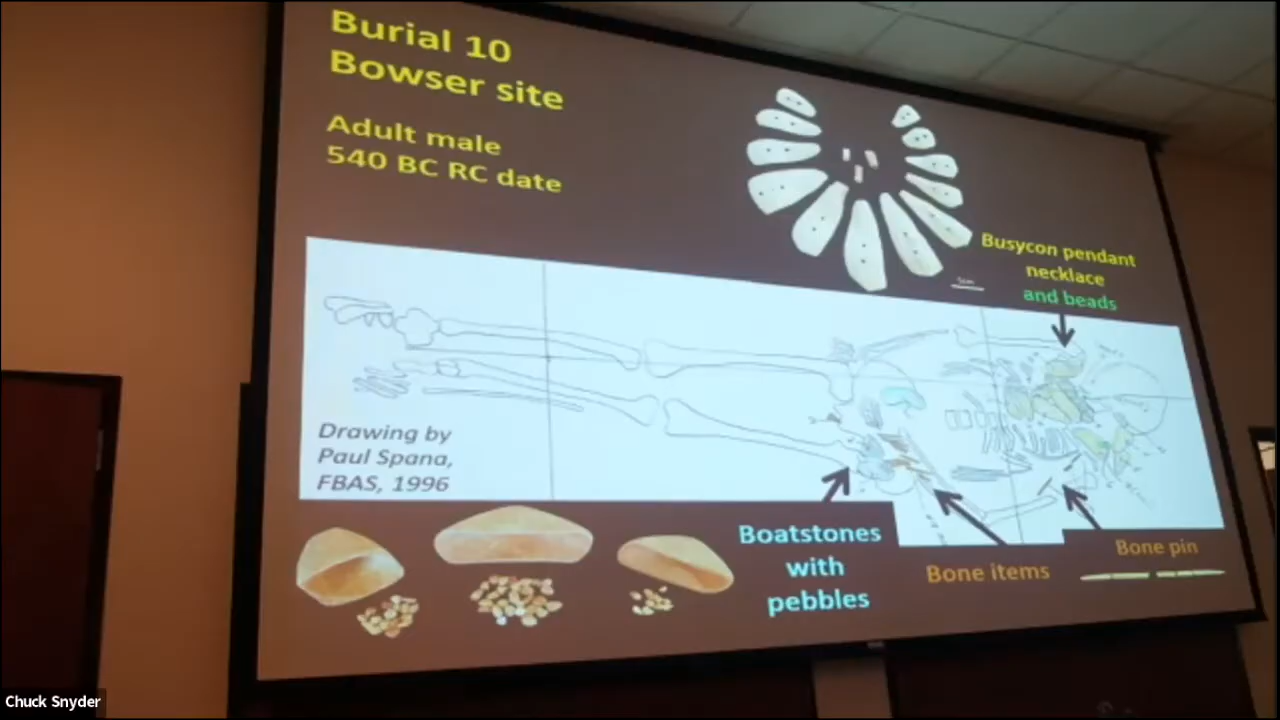 Burial 10
Bowser site
Adult male
540 BC RC date
Busycon pendant
necklace
and beads
Drawing by
Paul Spana,
FBAS, 1996
Boatstones
with
pebbles
Bone items
Bone pin
Chuck Snyder